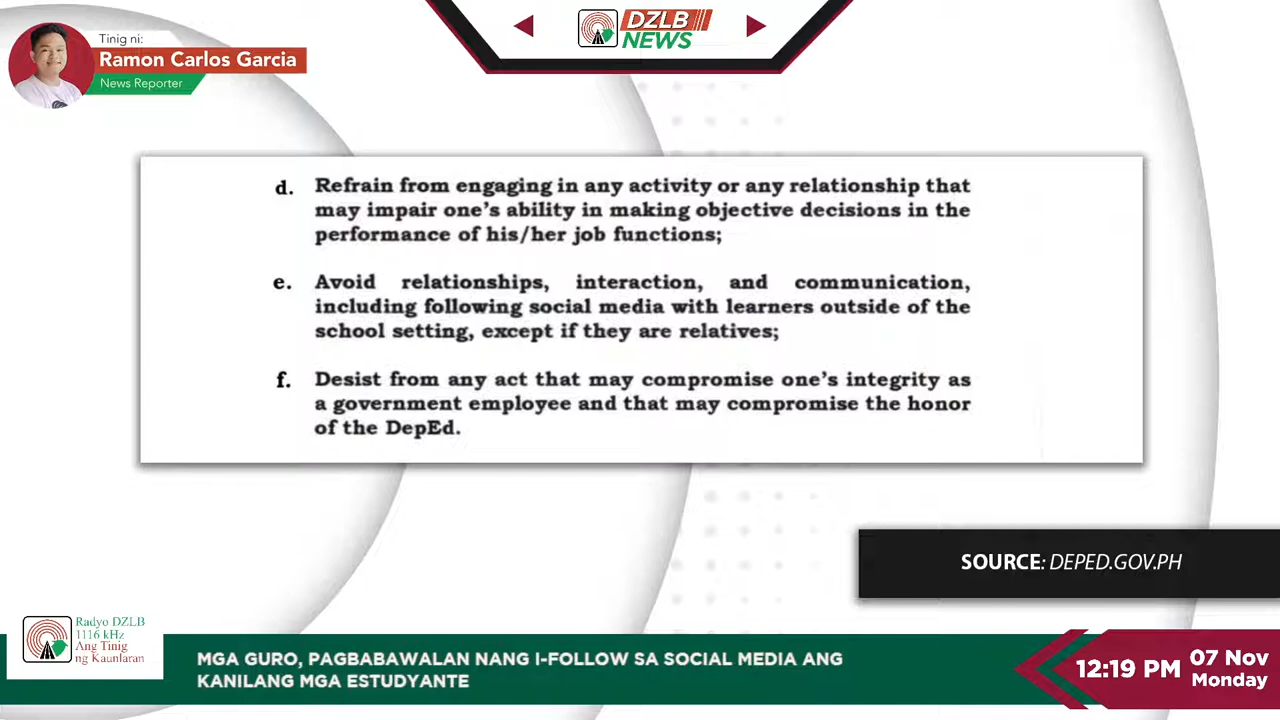 Tinig ni:
Ramon Carlos Garcia
News Reporter
DZLB
NEWS
d. Refrain from engaging in any activity or any relationship that
may impair one's ability in making objective decisions in the
performance of his/her job functions;
e. Avoid relationships, interaction, and communication,
including following social media with learners outside of the
school setting, except if they are relatives;
f. Desist from any act that may compromise one's integrity as
a government employee and that may compromise the honor
of the DepEd.
SOURCE: DEPED.GOV.PH
Radyo DZLB
1116 kHz
Ang Tinig
ng Kaunlaran
MGA GURO, PAGBABAWALAN NANG I-FOLLOW SA SOCIAL MEDIA ANG
KANILANG MGA ESTUDYANTE
12:19 PM
07 Nov
Monday